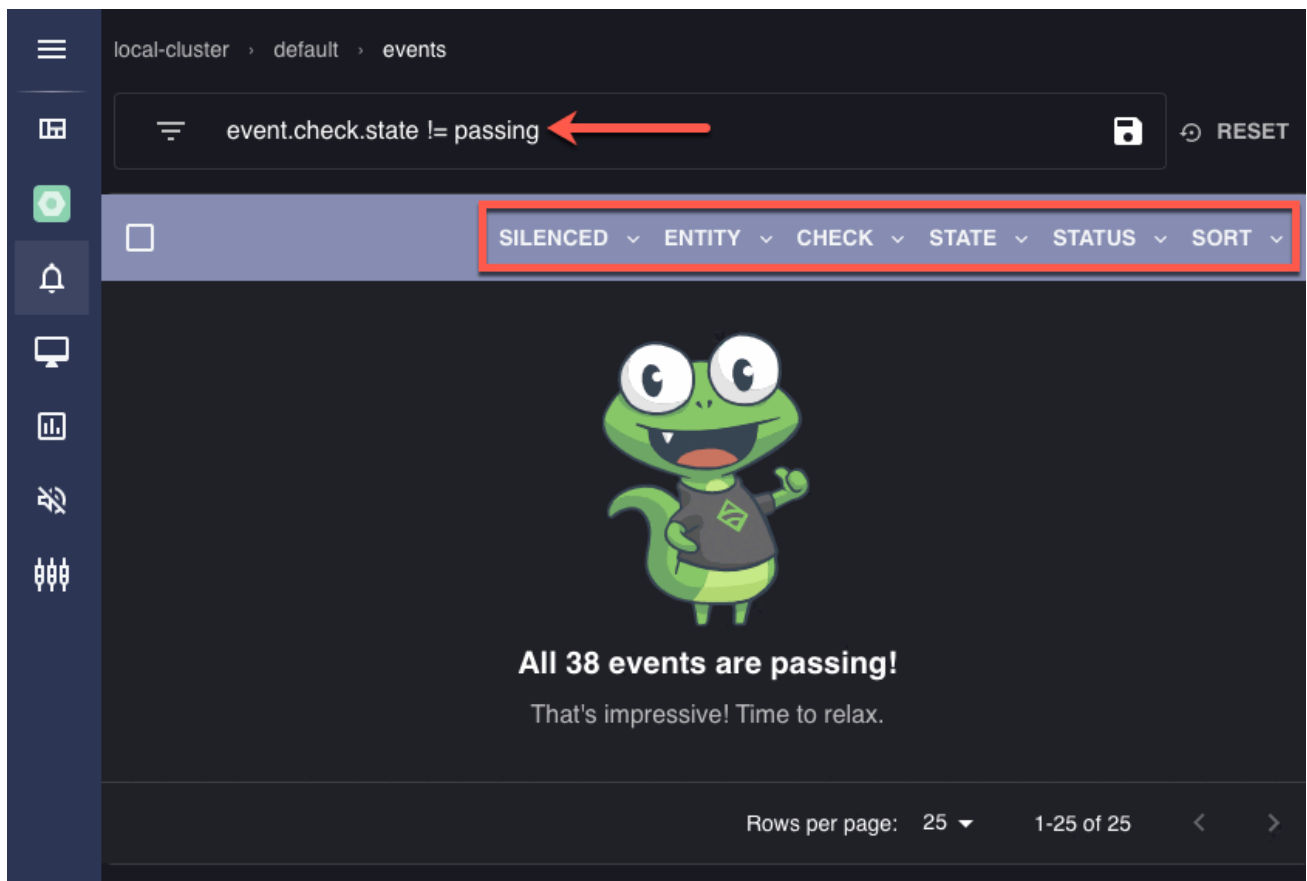 local-cluster › default › events
event.check.state != passing
RESET
SILENCED ENTITY CHECK STATE STATUS SORT
All 38 events are passing!
That's impressive! Time to relax.
Rows per page: 25 1-25 of 25